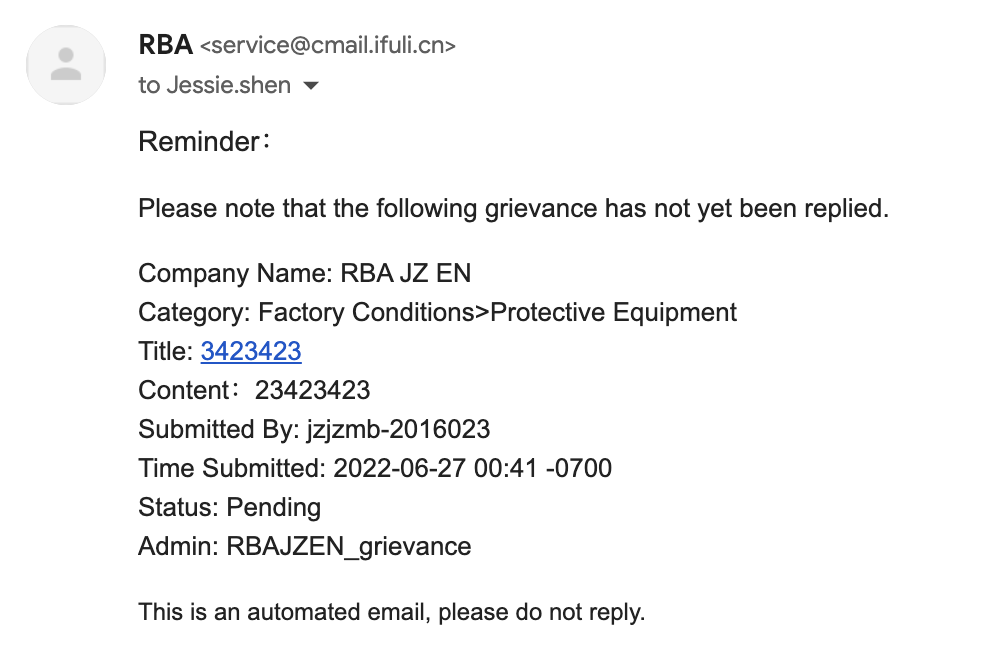 RBA <service@cmail.ifuli.cn>
to Jessie.shen
Reminder：
Please note that the following grievance has not yet been replied.
Company Name: RBA JZ EN
Category: Factory Conditions>Protective Equipment
Title: 3423423
Content：23423423
Submitted By: jzjzmb-2016023
Time Submitted: 2022-06-27 00:41 -0700
Status: Pending
Admin: RBAJZEN_grievance
This is an automated email, please do not reply.